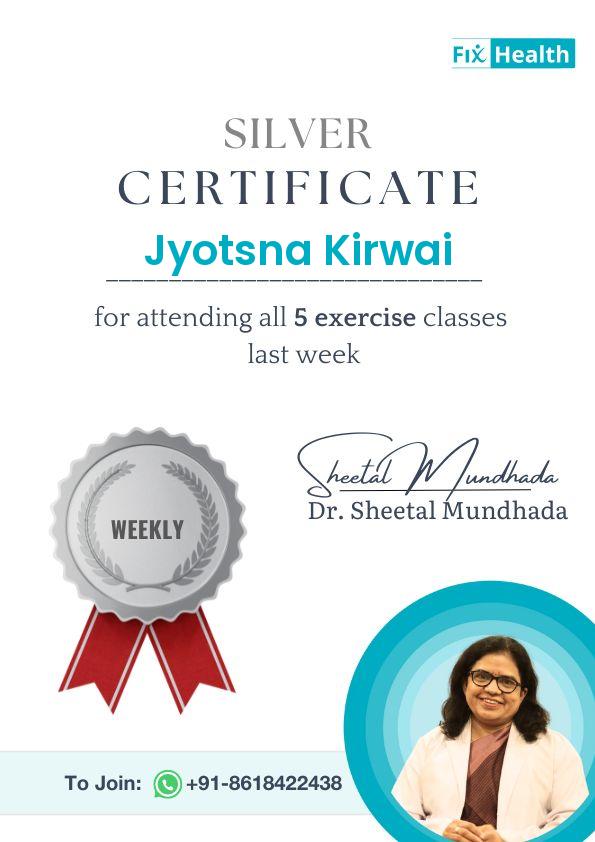 Fix Health
SILVER
CERTIFICATE
Jyotsna Kirwai
for attending all 5 exercise classes
last week
WEEKLY
Sheetal Mundhada
Dr. Sheetal Mundhada
To Join: +91-8618422438